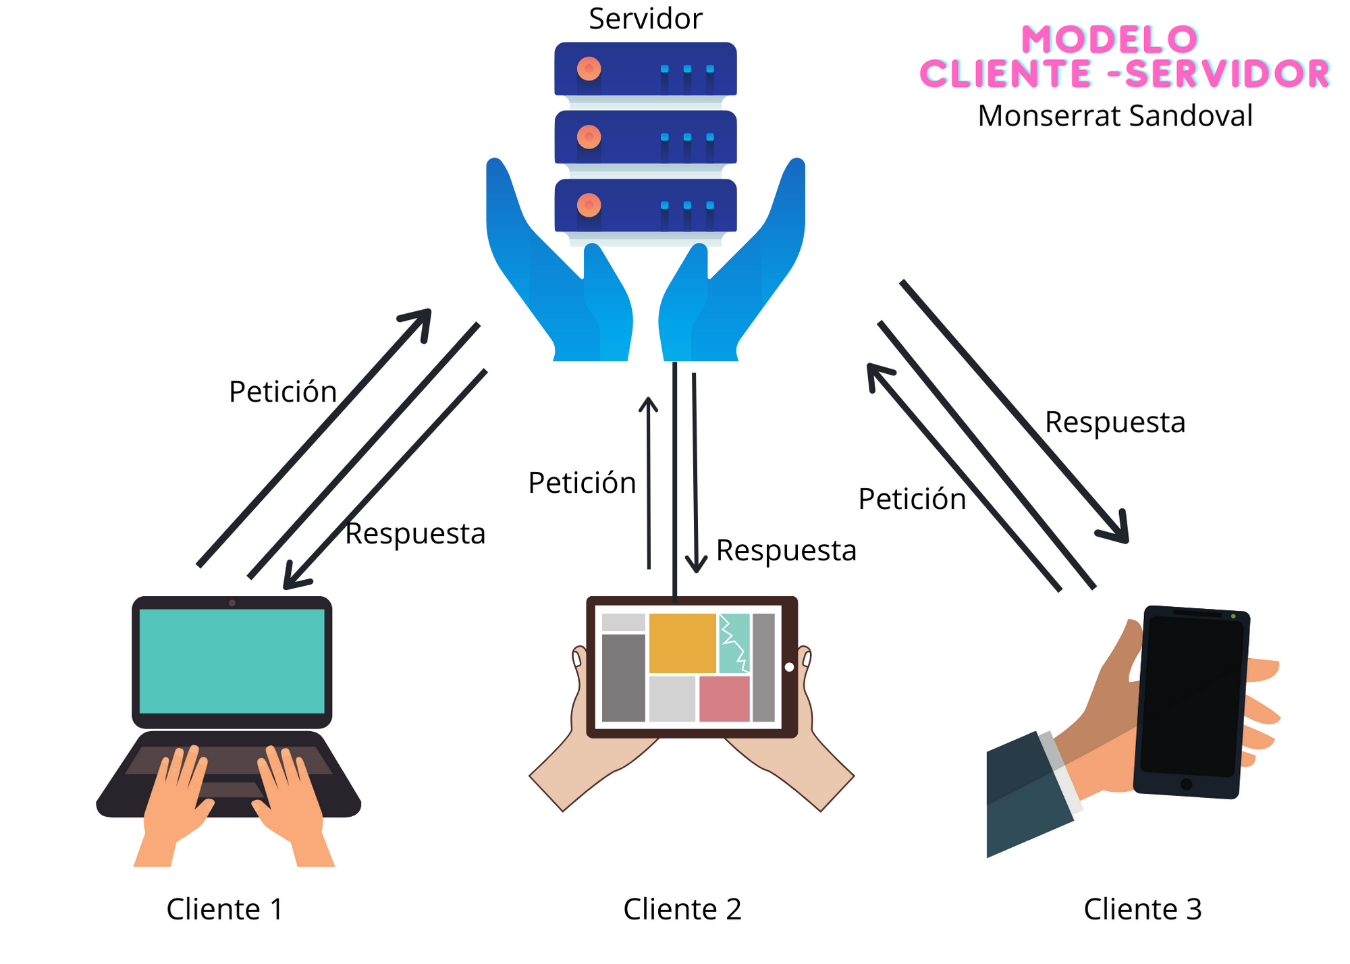 Servidor
MODELO
CLIENTE -SERVIDOR
Monserrat Sandoval
Petición
Respuesta
Petición
Respuesta
Petición
Respuesta
Cliente 1
Cliente 2
Cliente 3